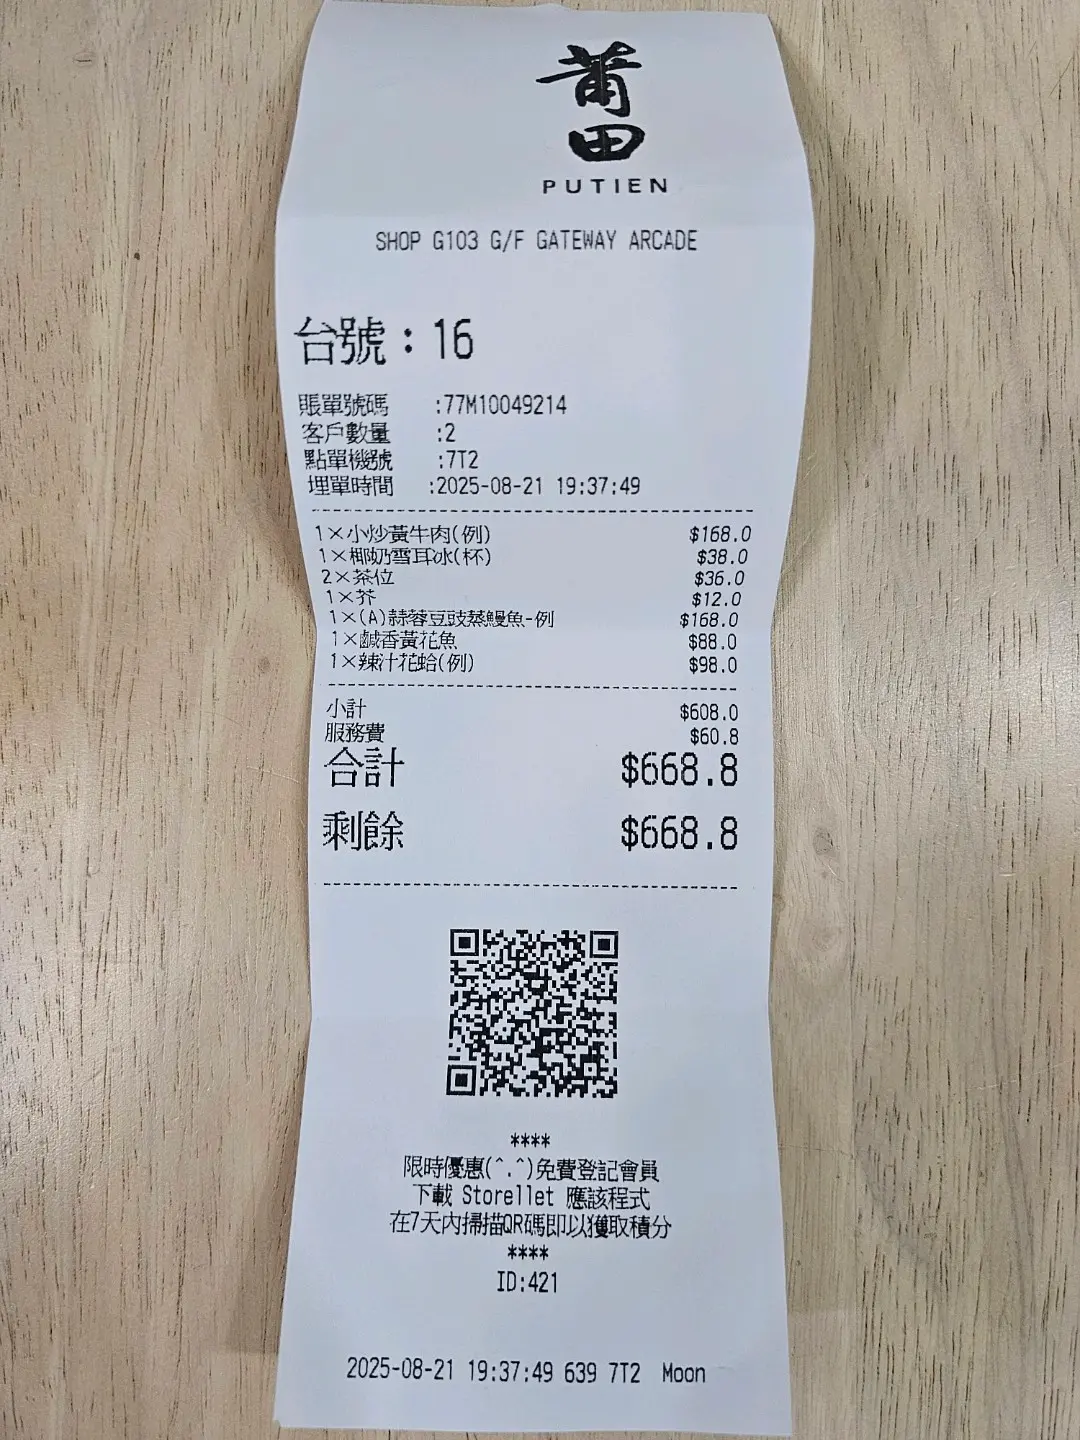 莆
田
PUTIEN
SHOP G103 G/F GATEWAY ARCADE
台號：16
賬單號碼 :77M10049214
客戶數量 :2
點單機號 :7T2
埋單時間 :2025-08-21 19:37:49
1×小炒黃牛肉(例) $168.0
1×椰奶雪耳冰(杯) $38.0
2×茶位 $36.0
1×芥 $12.0
1×(A)蒜蓉豆豉蒸鰻魚-例 $168.0
1×鹹香黃花魚 $88.0
1×辣汁花蛤(例) $98.0
小計 $608.0
服務費 $60.8
合計 $668.8
剩餘 $668.8
****
限時優惠(^.^)免費登記會員
下載 Storellet 應該程式
在7天內掃描QR碼即以獲取積分
****
ID:421
2025-08-21 19:37:49 639 7T2 Moon